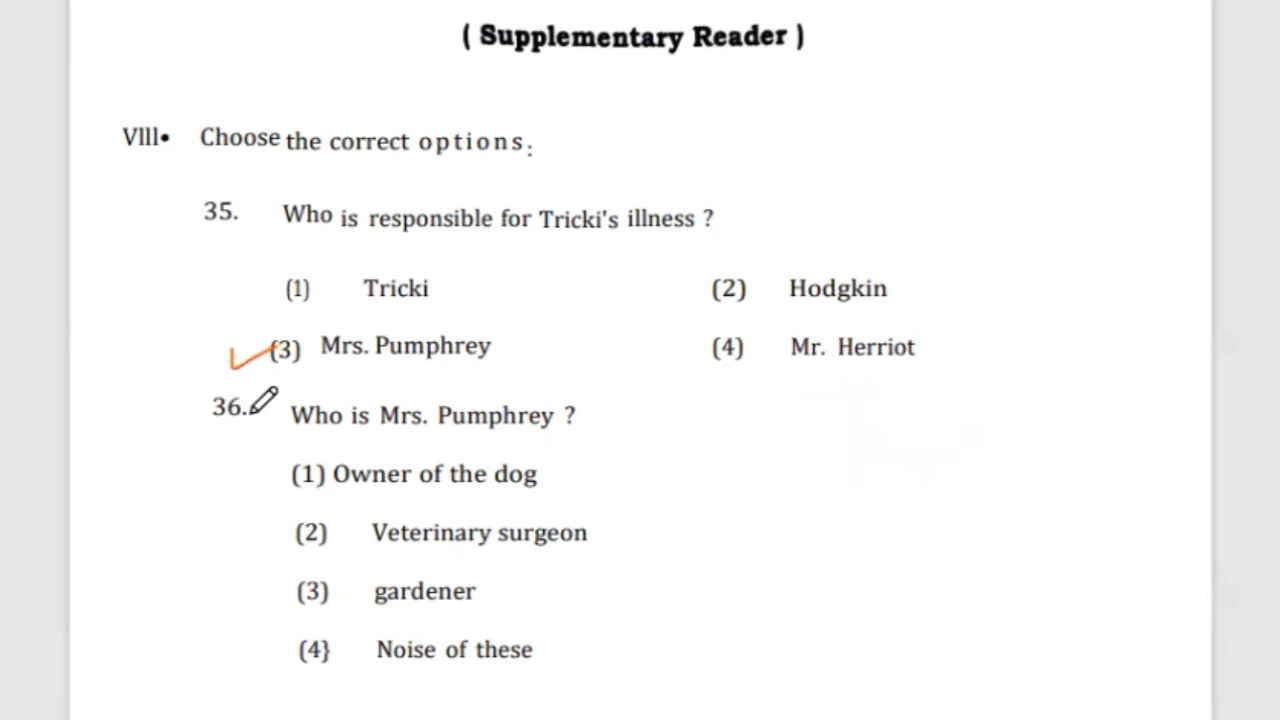 ( Supplementary Reader )
VIII• Choose the correct options:
35. Who is responsible for Tricki's illness ?
(1) Tricki (2) Hodgkin
(3) Mrs. Pumphrey (4) Mr. Herriot
36. Who is Mrs. Pumphrey ?
(1) Owner of the dog
(2) Veterinary surgeon
(3) gardener
(4} Noise of these